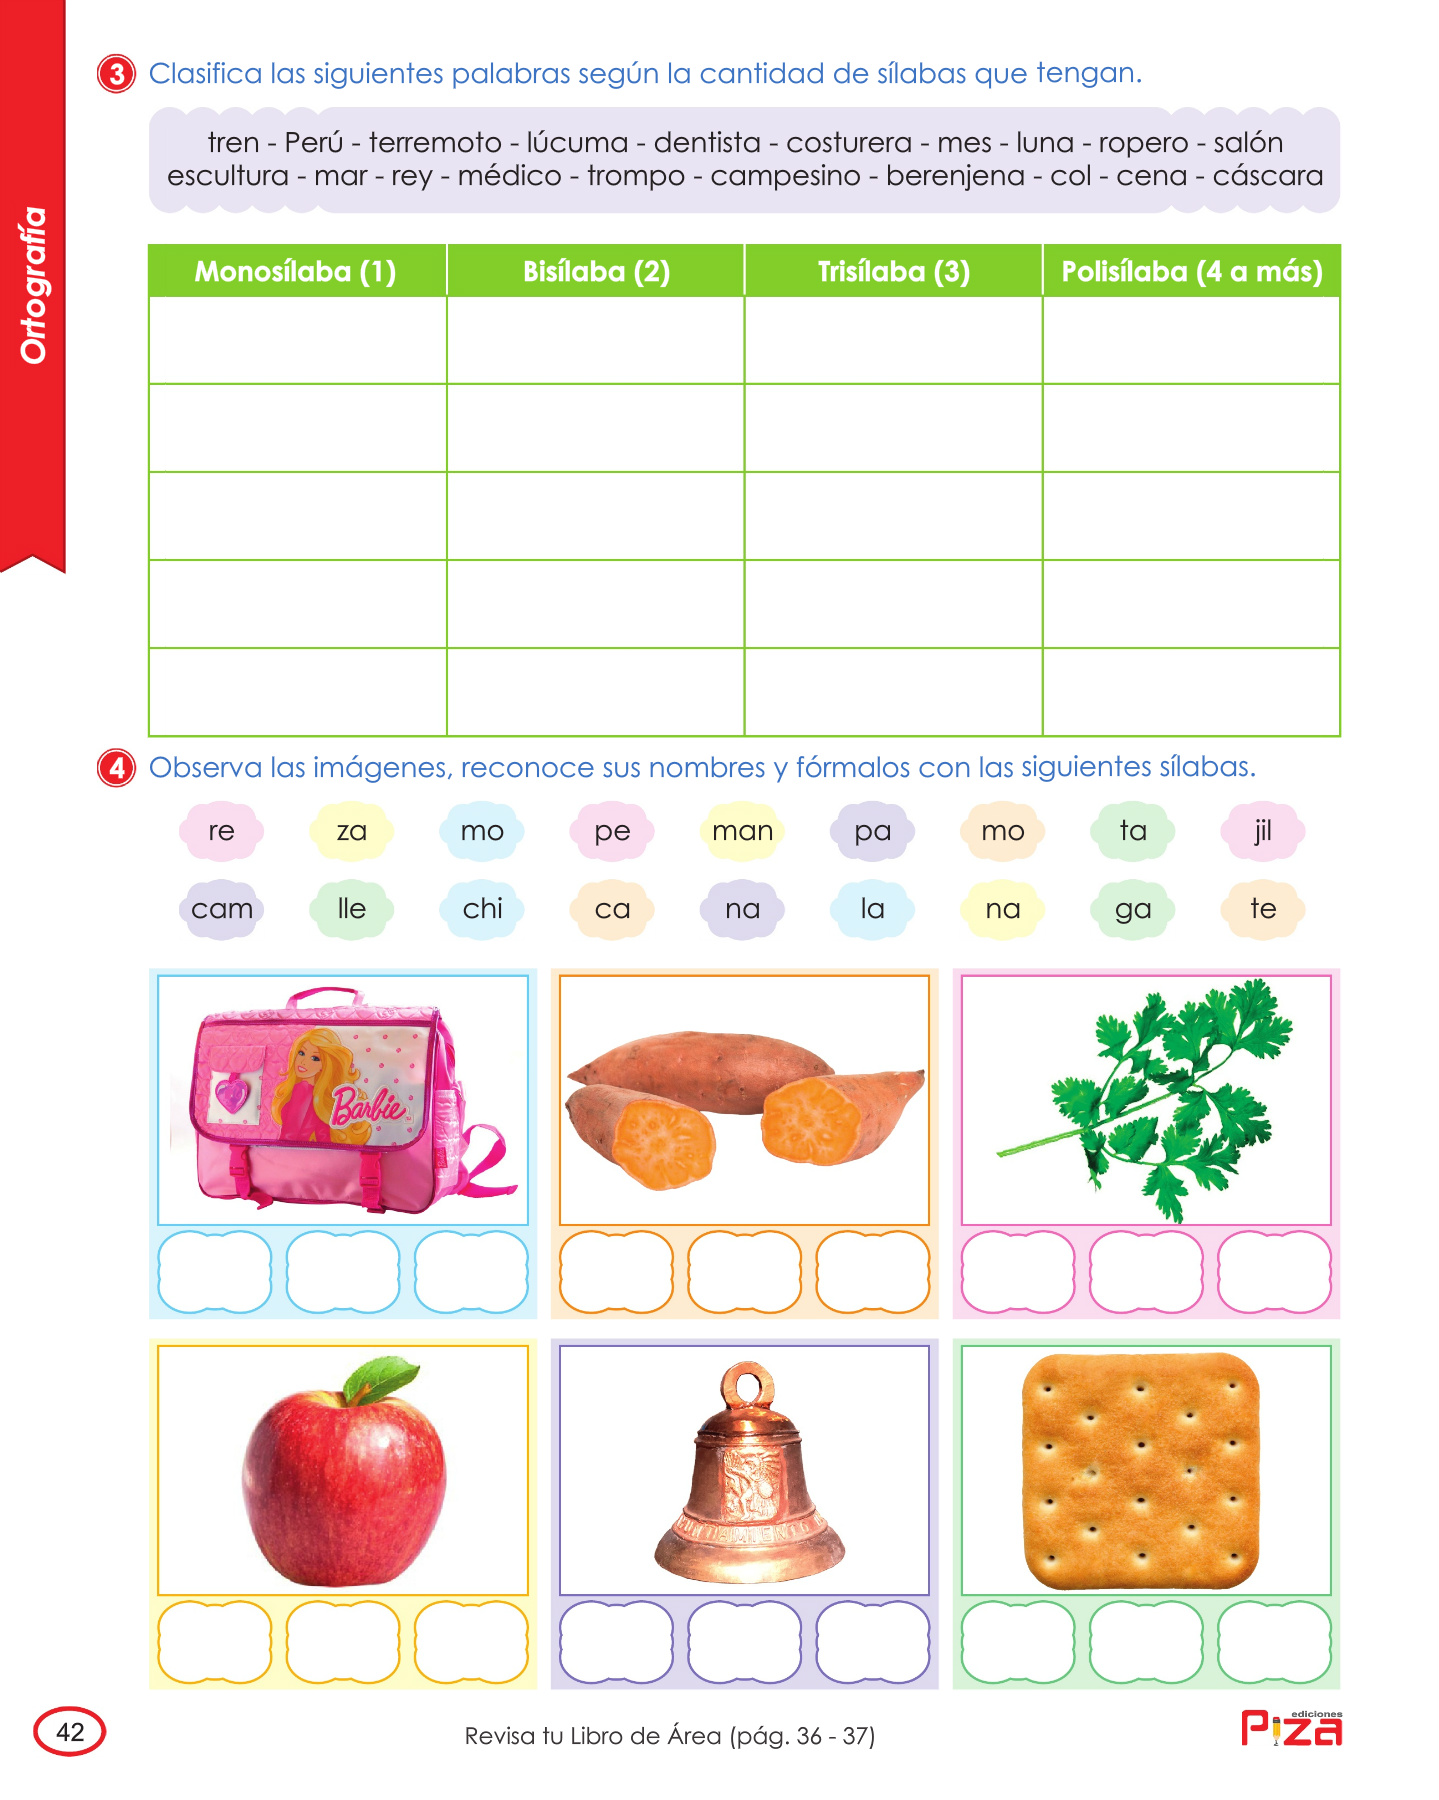 Ortografía
3 Clasifica las siguientes palabras según la cantidad de sílabas que tengan.
tren - Perú - terremoto - lúcuma - dentista - costurera - mes - luna - ropero - salón
escultura - mar - rey - médico - trompo - campesino - berenjena - col - cena - cáscara
Monosílaba (1) Bisílaba (2) Trisílaba (3) Polisílaba (4 a más)
4 Observa las imágenes, reconoce sus nombres y fórmalos con las siguientes sílabas.
re za mo pe man pa mo ta jil
cam lle chi ca na la na ga te
Barbie
42
Revisa tu Libro de Área (pág. 36 - 37)
ediciones
Piza